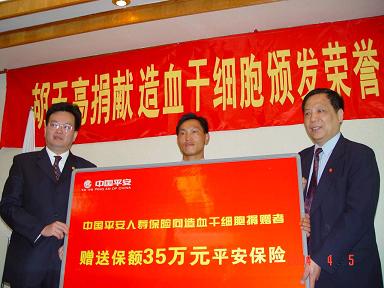 胡天高捐献造血干细胞颁发荣誉
中国平安
PING AN OF CHINA
中国平安人寿保险向造血干细胞捐赠者
赠送保额35万元平安保险
4 5